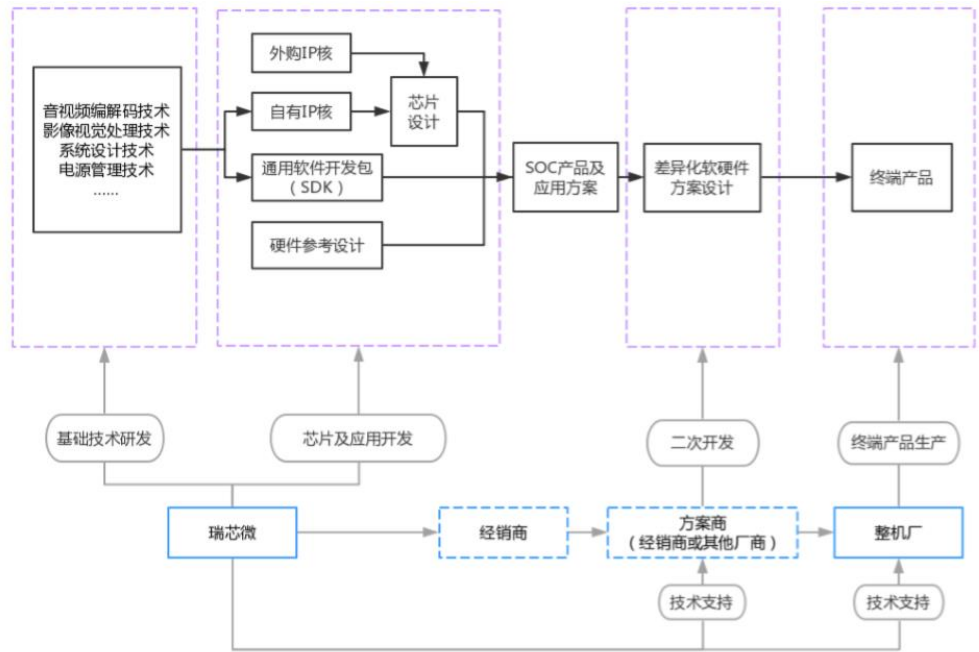 外购IP核
音视频编解码技术
影像视觉处理技术
系统设计技术
电源管理技术
……
自有IP核
芯片
设计
通用软件开发包
（SDK）
硬件参考设计
SOC产品及
应用方案
差异化软硬件
方案设计
终端产品
基础技术研发
芯片及应用开发
二次开发
终端产品生产
瑞芯微
经销商
方案商
（经销商或其他厂商）
整机厂
技术支持
技术支持